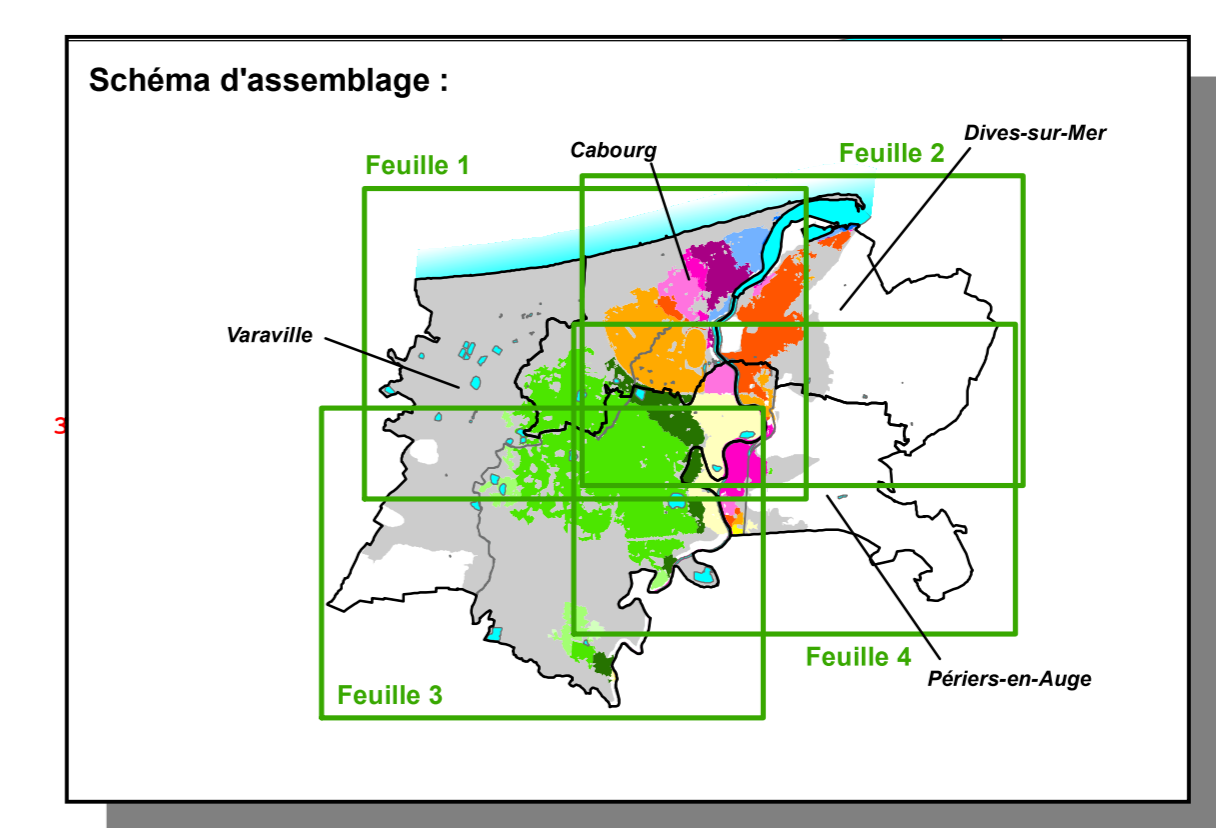 Schéma d'assemblage :
Dives-sur-Mer
Cabourg
Feuille 2
Feuille 1
Varaville
3
Feuille 4
Périers-en-Auge
Feuille 3